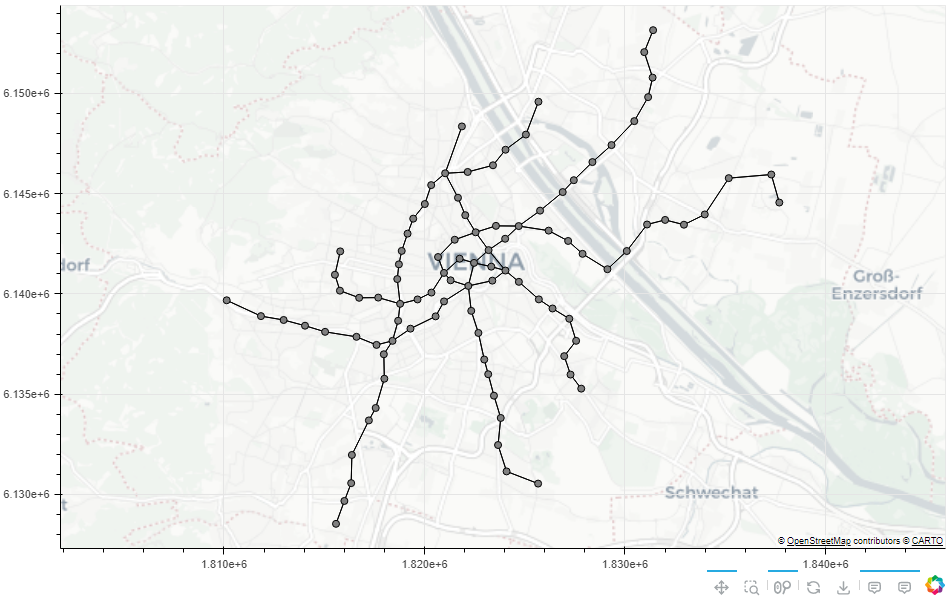 6.150e+6
6.145e+6
VIENNA
dorf
Groß-
Enzersdorf
6.140e+6
6.135e+6
6.130e+6
Schwechat
t
© OpenStreetMap contributors © CARTO
1.810e+6
1.820e+6
1.830e+6
1.840e+6